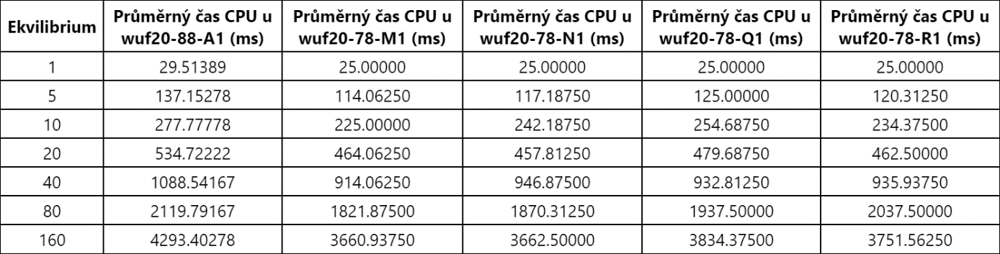 Ekvilibrium Průměrný čas CPU u wuf20-88-A1 (ms) Průměrný čas CPU u wuf20-78-M1 (ms) Průměrný čas CPU u wuf20-78-N1 (ms) Průměrný čas CPU u wuf20-78-Q1 (ms) Průměrný čas CPU u wuf20-78-R1 (ms)
1 29.51389 25.00000 25.00000 25.00000 25.00000
5 137.15278 114.06250 117.18750 125.00000 120.31250
10 277.77778 225.00000 242.18750 254.68750 234.37500
20 534.72222 464.06250 457.81250 479.68750 462.50000
40 1088.54167 914.06250 946.87500 932.81250 935.93750
80 2119.79167 1821.87500 1870.31250 1937.50000 2037.50000
160 4293.40278 3660.93750 3662.50000 3834.37500 3751.56250